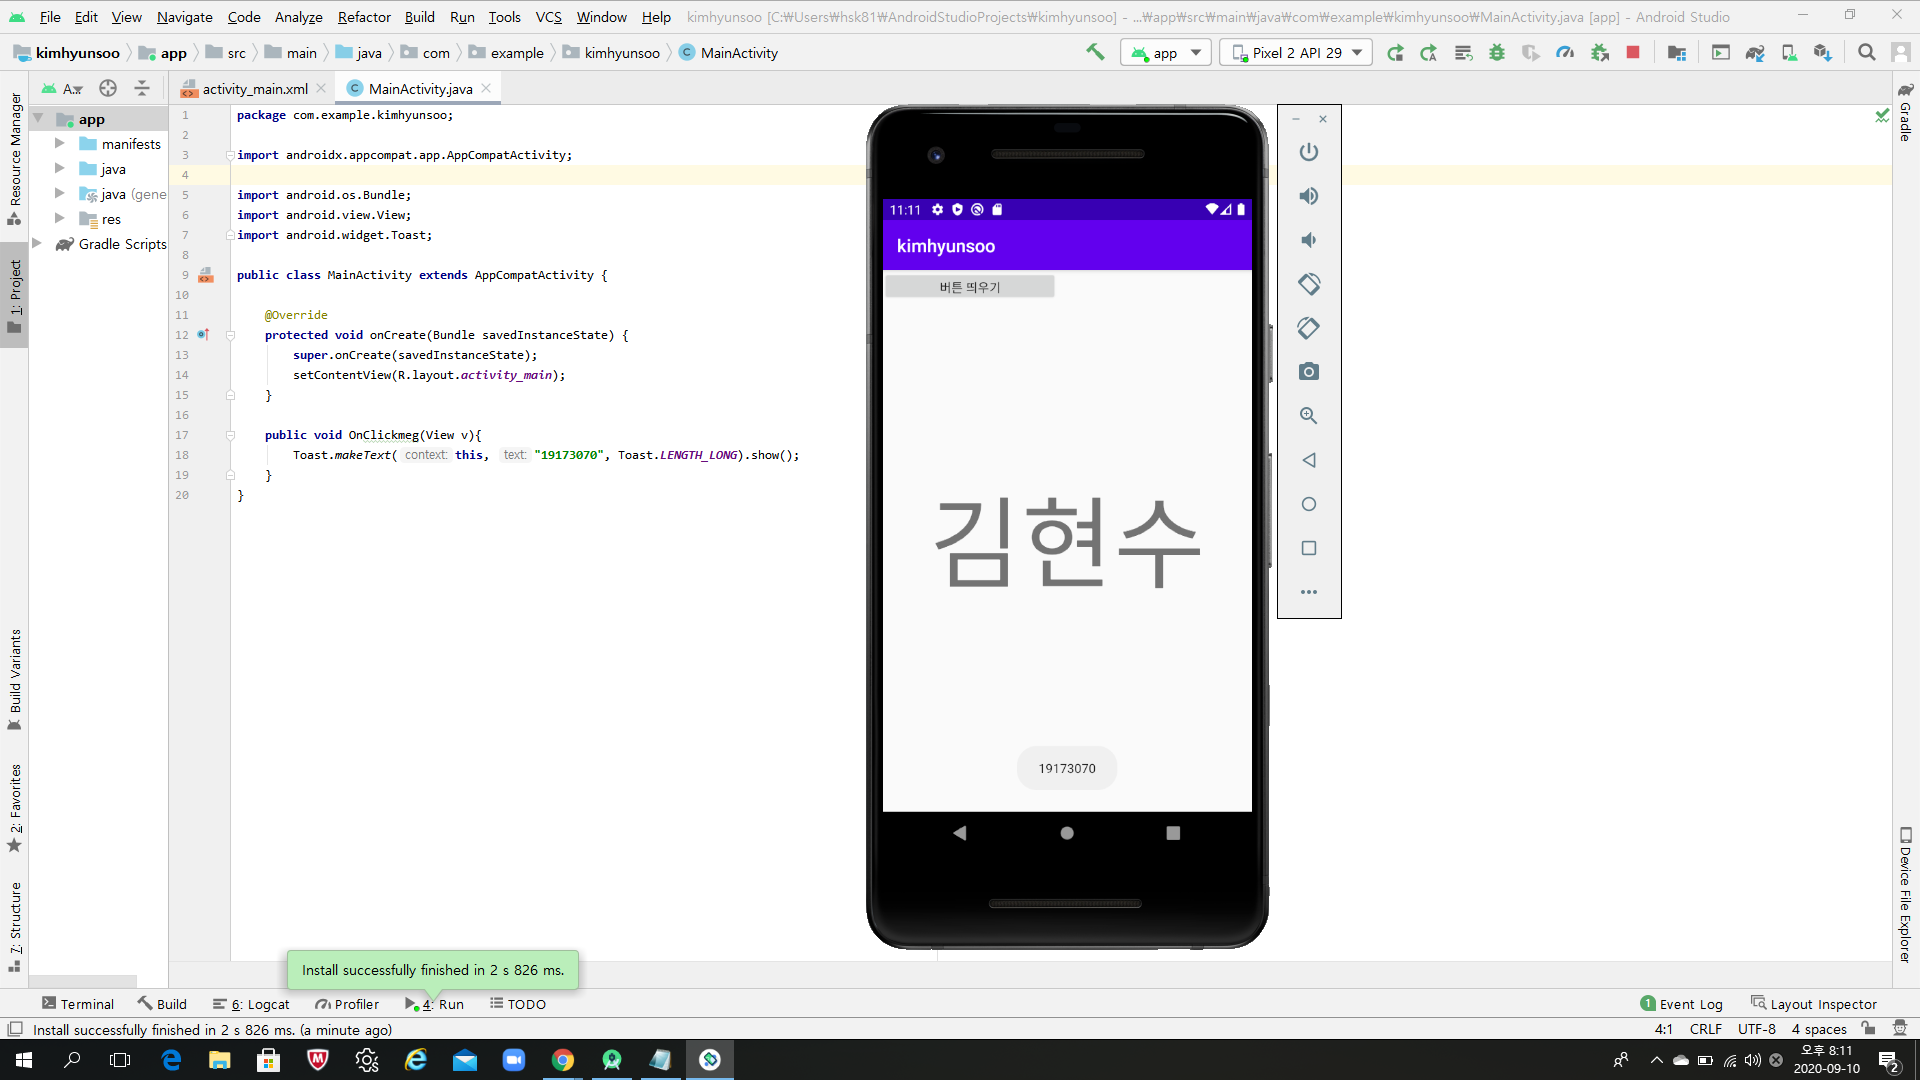 File Edit View Navigate Code Analyze Refactor Build Run Tools VCS Window Help kimhyunsoo [C:₩Users₩hsk81₩AndroidStudioProjects₩kimhyunsoo] - ...₩app₩src₩main₩java₩com₩example₩kimhyunsoo₩MainActivity.java [app] - Android Studio
kimhyunsoo app src main java com example kimhyunsoo MainActivity app Pixel 2 API 29
A... activity_main.xml MainActivity.java
Resource Manager
1: Project
Build Variants
2: Favorites
7: Structure
app
manifests
java
java (gene
res
Gradle Scripts
1 package com.example.kimhyunsoo;
2
3 import androidx.appcompat.app.AppCompatActivity;
4
5 import android.os.Bundle;
6 import android.view.View;
7 import android.widget.Toast;
8
9 public class MainActivity extends AppCompatActivity {
10
11 @Override
12 protected void onCreate(Bundle savedInstanceState) {
13 super.onCreate(savedInstanceState);
14 setContentView(R.layout.activity_main);
15 }
16
17 public void OnClickmeg(View v){
18 Toast.makeText( context: this, text: "19173070", Toast.LENGTH_LONG).show();
19 }
20 }
11:11
kimhyunsoo
버튼 띄우기
김현수
19173070
Gradle
Device File Explorer
Install successfully finished in 2 s 826 ms.
Terminal Build 6: Logcat Profiler 4: Run TODO 1 Event Log Layout Inspector
Install successfully finished in 2 s 826 ms. (a minute ago) 4:1 CRLF UTF-8 4 spaces
오후 8:11
2020-09-10
2